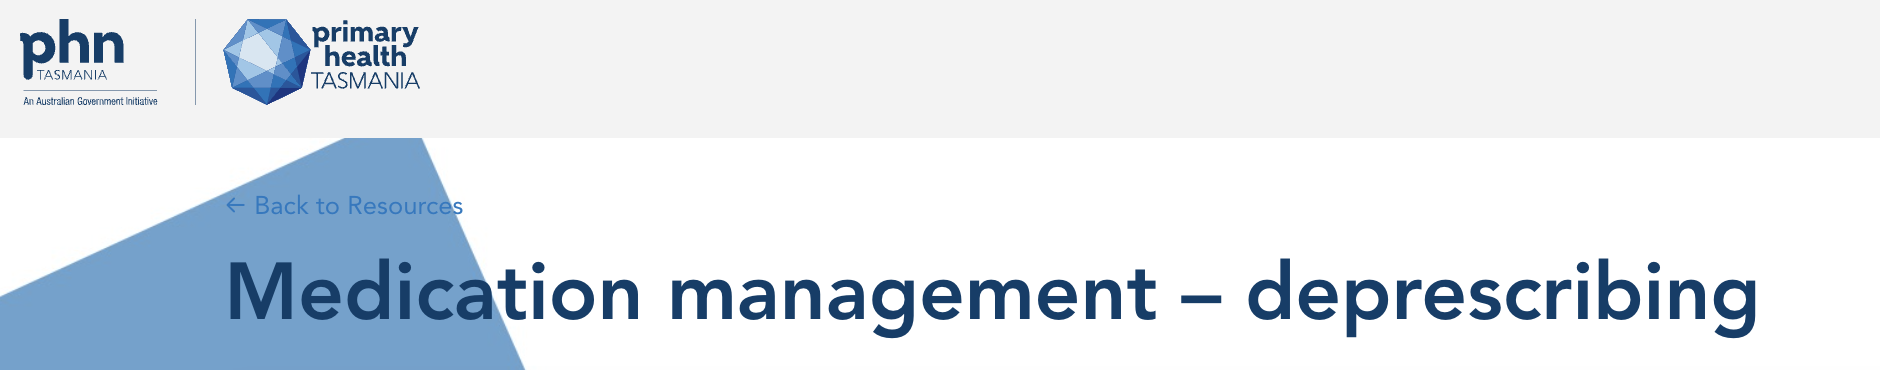 phn
TASMANIA
An Australian Government Initiative
primary
health
TASMANIA
← Back to Resources
Medication management – deprescribing